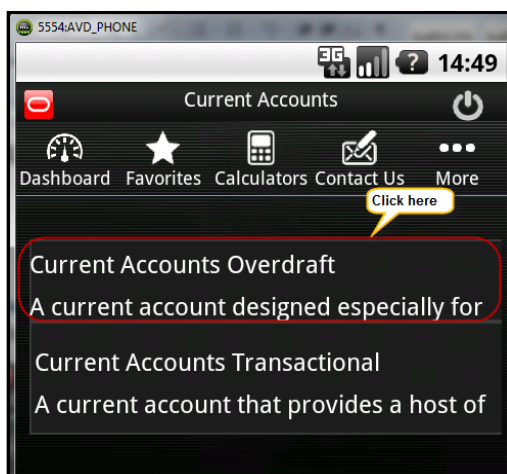 5554:AVD_PHONE
3G ? 14:49
Current Accounts
Dashboard Favorites Calculators Contact Us More
Click here
Current Accounts Overdraft
A current account designed especially for
Current Accounts Transactional
A current account that provides a host of